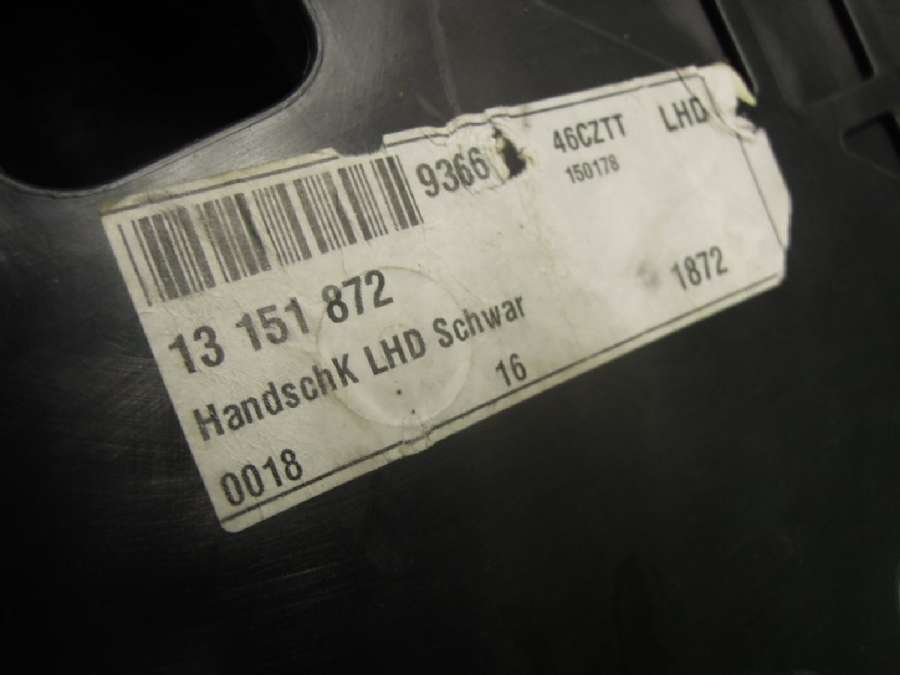 9366 46CZTT LHD
150178
13 151 872
HandschK LHD Schwar 1872
0018 16